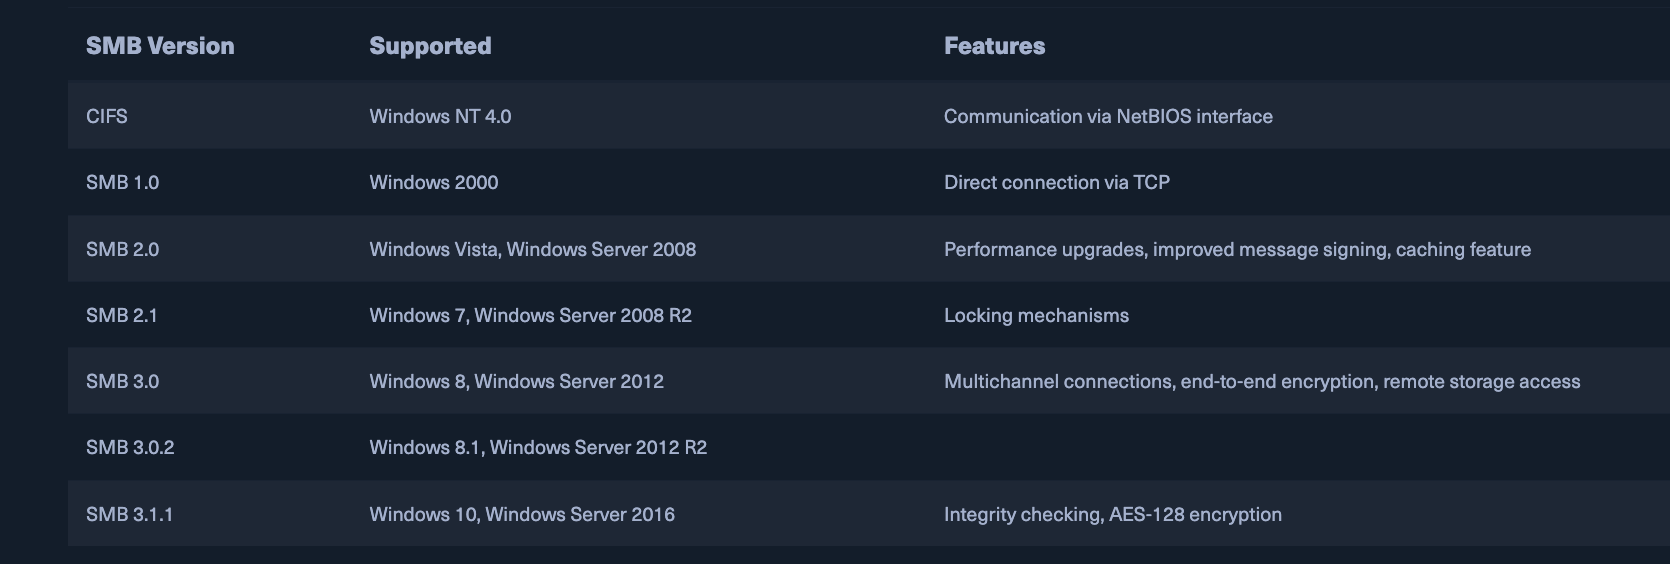 SMB Version Supported Features
CIFS Windows NT 4.0 Communication via NetBIOS interface
SMB 1.0 Windows 2000 Direct connection via TCP
SMB 2.0 Windows Vista, Windows Server 2008 Performance upgrades, improved message signing, caching feature
SMB 2.1 Windows 7, Windows Server 2008 R2 Locking mechanisms
SMB 3.0 Windows 8, Windows Server 2012 Multichannel connections, end-to-end encryption, remote storage access
SMB 3.0.2 Windows 8.1, Windows Server 2012 R2
SMB 3.1.1 Windows 10, Windows Server 2016 Integrity checking, AES-128 encryption